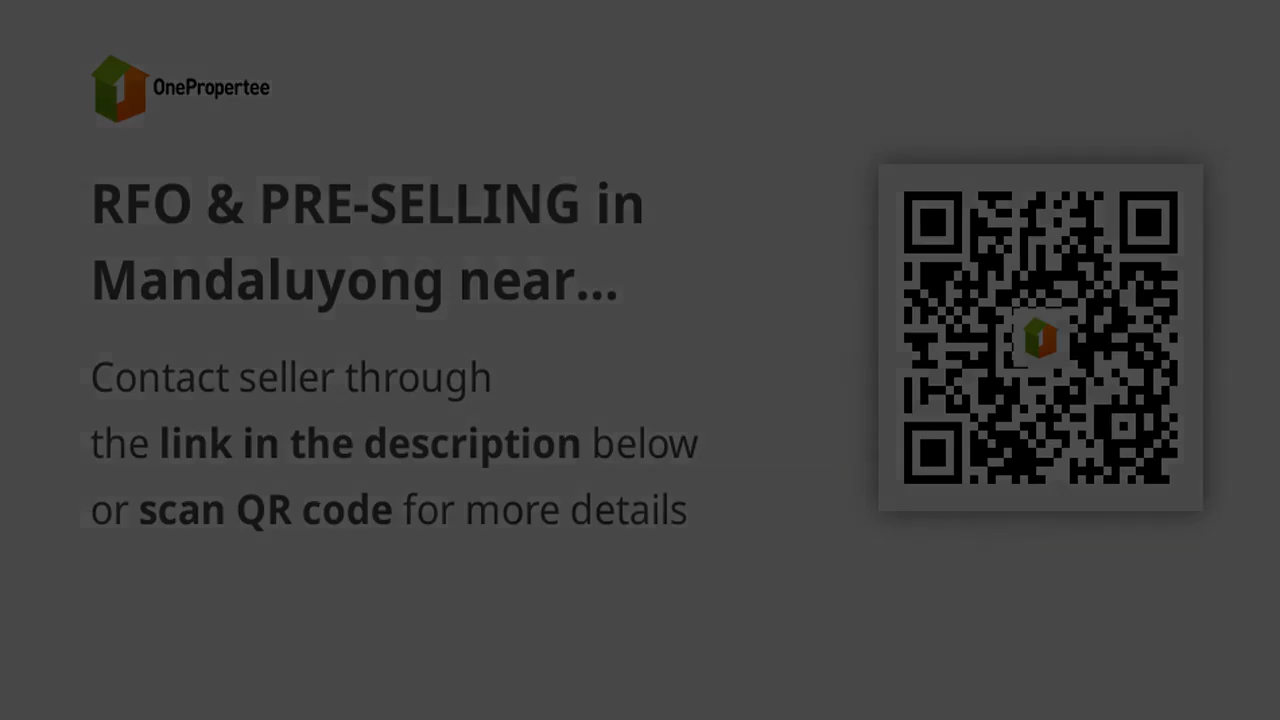 OnePropertee
RFO & PRE-SELLING in
Mandaluyong near...
Contact seller through
the link in the description below
or scan QR code for more details